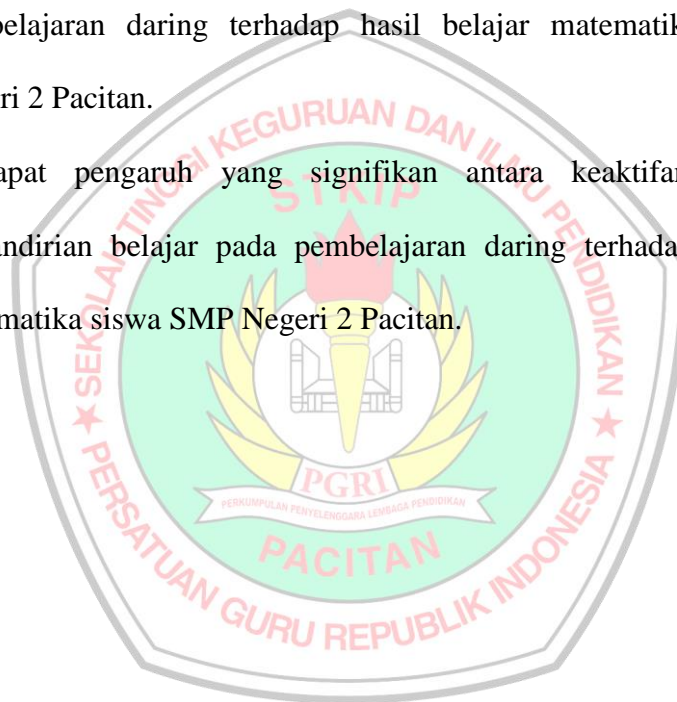 belajaran daring terhadap hasil belajar matematik
ri 2 Pacitan.
apat pengaruh yang signifikan antara keaktifan
andirian belajar pada pembelajaran daring terhada
matika siswa SMP Negeri 2 Pacitan.
SEKOLAH TINGGI KEGURUAN DAN ILMU PENDIDIKAN
STKIP
PGRI
PERKUMPULAN PENYELENGGARA LEMBAGA PENDIDIKAN
PACITAN
PERSATUAN GURU REPUBLIK INDONESIA